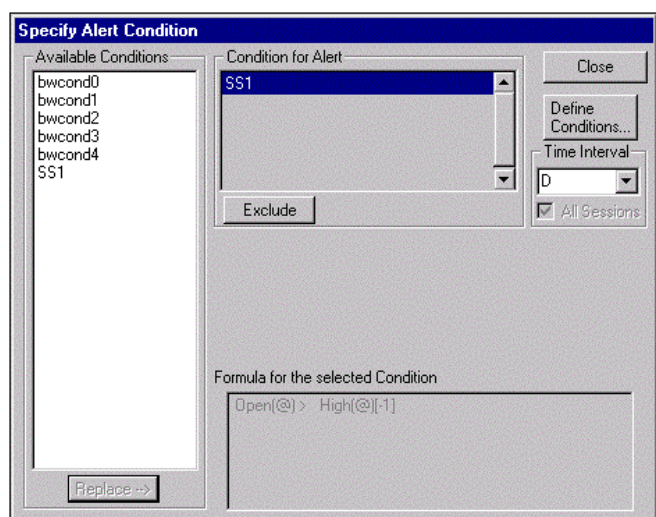 Specify Alert Condition
Available Conditions
bwcond0
bwcond1
bwcond2
bwcond3
bwcond4
SS1
Replace -->
Condition for Alert
SS1
Exclude
Close
Define
Conditions...
Time Interval
D
All Sessions
Formula for the selected Condition
Open(@) > High(@)[-1]